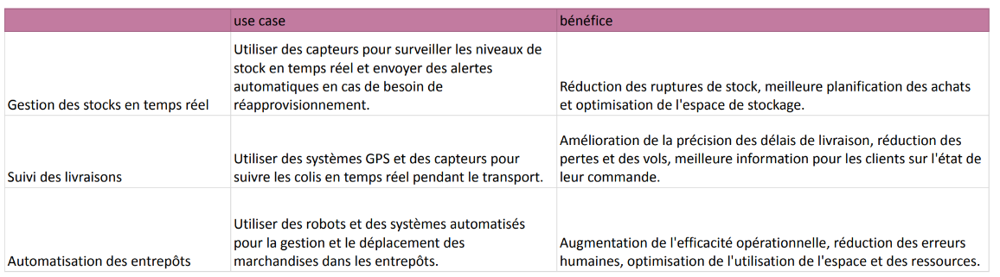 use case
bénéfice
Gestion des stocks en temps réel
Utiliser des capteurs pour surveiller les niveaux de
stock en temps réel et envoyer des alertes
automatiques en cas de besoin de
réapprovisionnement.
Réduction des ruptures de stock, meilleure planification des achats
et optimisation de l'espace de stockage.
Suivi des livraisons
Utiliser des systèmes GPS et des capteurs pour
suivre les colis en temps réel pendant le transport.
Amélioration de la précision des délais de livraison, réduction des
pertes et des vols, meilleure information pour les clients sur l'état de
leur commande.
Automatisation des entrepôts
Utiliser des robots et des systèmes automatisés
pour la gestion et le déplacement des
marchandises dans les entrepôts.
Augmentation de l'efficacité opérationnelle, réduction des erreurs
humaines, optimisation de l'utilisation de l'espace et des ressources.